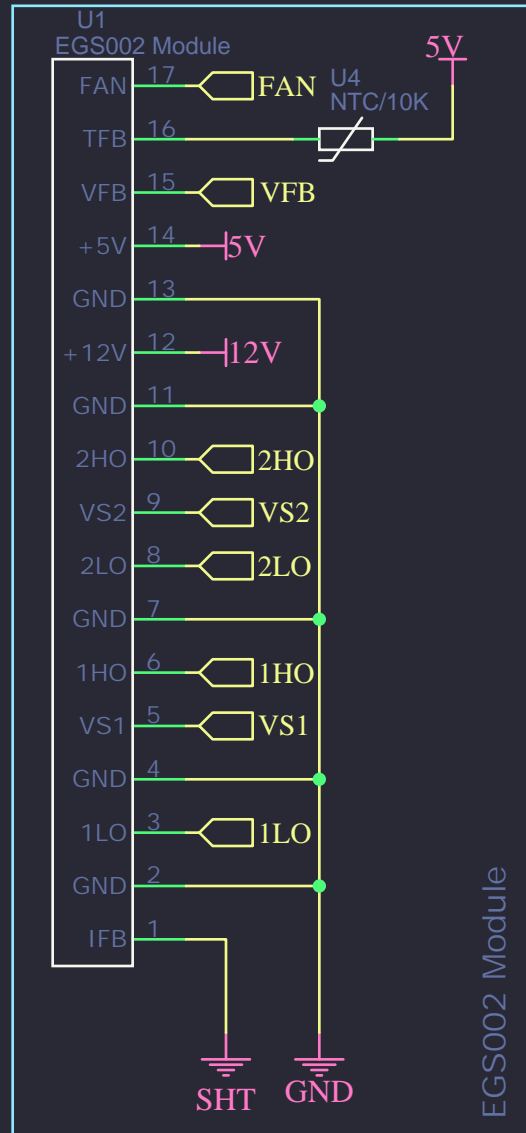 U1
EGS002 Module
5V
FAN 17 FAN
U4
NTC/10K
TFB 16
VFB 15 VFB
+5V 14 5V
GND 13
+12V 12 12V
GND 11
2HO 10 2HO
VS2 9 VS2
2LO 8 2LO
GND 7
1HO 6 1HO
VS1 5 VS1
GND 4
1LO 3 1LO
GND 2
IFB 1
SHT GND
EGS002 Module